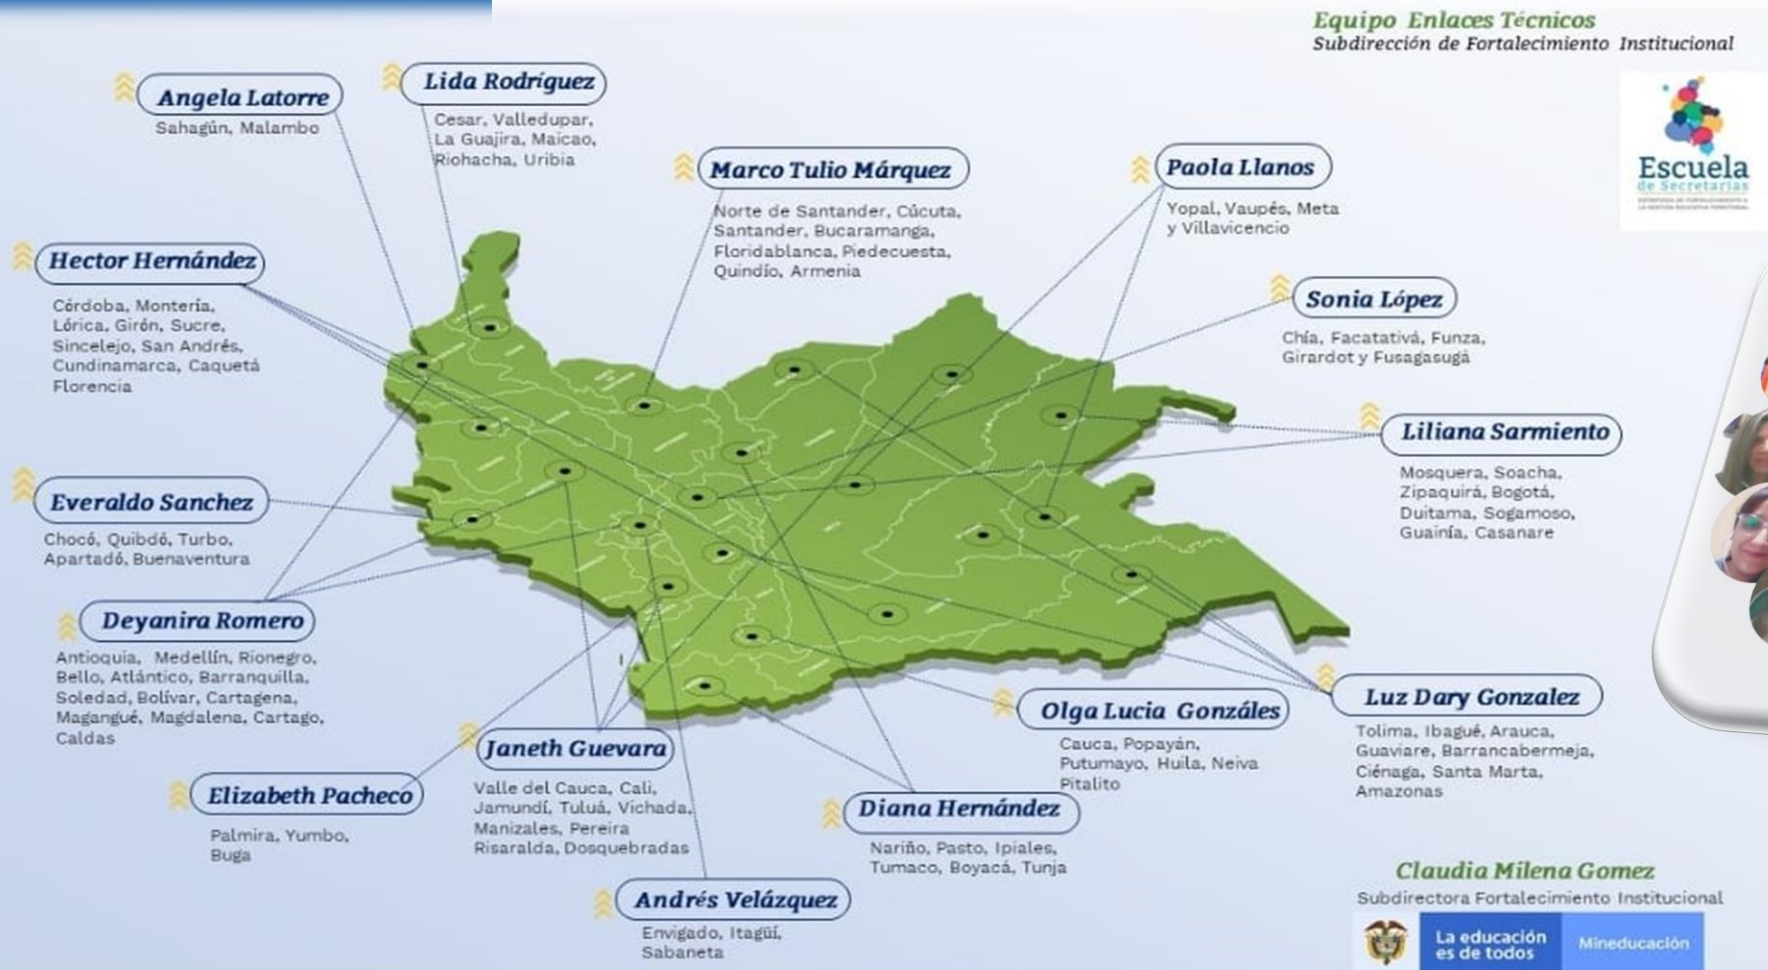 Equipo Enlaces Técnicos
Subdirección de Fortalecimiento Institucional
Escuela
de Secretarías
Angela Latorre
Sahagún, Malambo
Lida Rodríguez
Cesar, Valledupar,
La Guajira, Maicao,
Riohacha, Uribia
Marco Tulio Márquez
Norte de Santander, Cúcuta,
Santander, Bucaramanga,
Floridablanca, Piedecuesta,
Quindío, Armenia
Paola Llanos
Yopal, Vaupés, Meta
y Villavicencio
Hector Hernández
Córdoba, Montería,
Lórica, Girón, Sucre,
Sincelejo, San Andrés,
Cundinamarca, Caquetá
Florencia
Sonia López
Chía, Facatativá, Funza,
Girardot y Fusagasugá
Liliana Sarmiento
Mosquera, Soacha,
Zipaquirá, Bogotá,
Duitama, Sogamoso,
Guainía, Casanare
Everaldo Sanchez
Chocó, Quibdó, Turbo,
Apartadó, Buenaventura
Deyanira Romero
Antioquia, Medellín, Rionegro,
Bello, Atlántico, Barranquilla,
Soledad, Bolívar, Cartagena,
Magangué, Magdalena, Cartago,
Caldas
Elizabeth Pacheco
Palmira, Yumbo,
Buga
Janeth Guevara
Valle del Cauca, Cali,
Jamundí, Tuluá, Vichada,
Manizales, Pereira
Risaralda, Dosquebradas
Andrés Velázquez
Envigado, Itagüí,
Sabaneta
Diana Hernández
Nariño, Pasto, Ipiales,
Tumaco, Boyacá, Tunja
Olga Lucia Gonzáles
Cauca, Popayán,
Putumayo, Huila, Neiva
Pitalito
Luz Dary Gonzalez
Tolima, Ibagué, Arauca,
Guaviare, Barrancabermeja,
Ciénaga, Santa Marta,
Amazonas
Claudia Milena Gomez
Subdirectora Fortalecimiento Institucional
La educación
es de todos
Mineducación